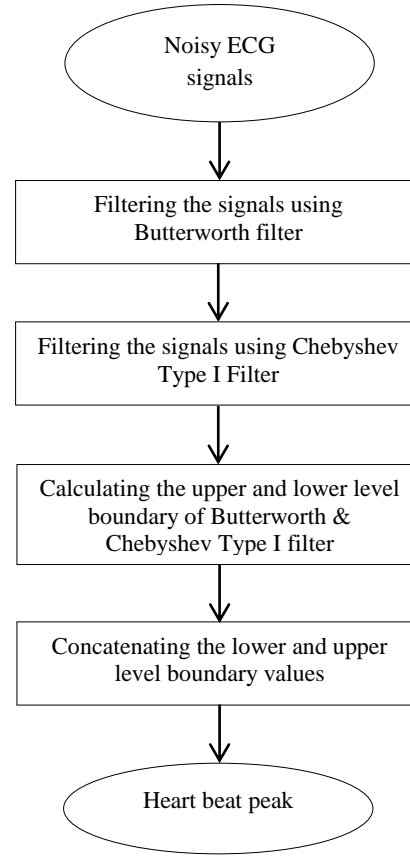 Noisy ECG
signals
Filtering the signals using
Butterworth filter
Filtering the signals using Chebyshev
Type I Filter
Calculating the upper and lower level
boundary of Butterworth &
Chebyshev Type I filter
Concatenating the lower and upper
level boundary values
Heart beat peak